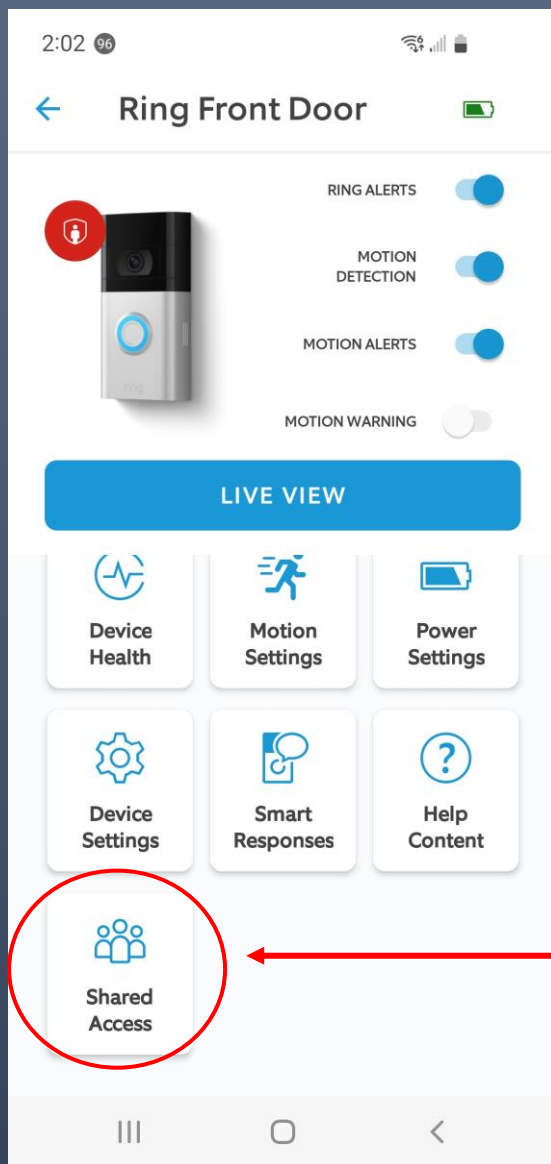 2:02 96
Ring Front Door
RING ALERTS
MOTION
DETECTION
MOTION ALERTS
MOTION WARNING
ring
LIVE VIEW
Device
Health
Motion
Settings
Power
Settings
Device
Settings
Smart
Responses
Help
Content
Shared
Access